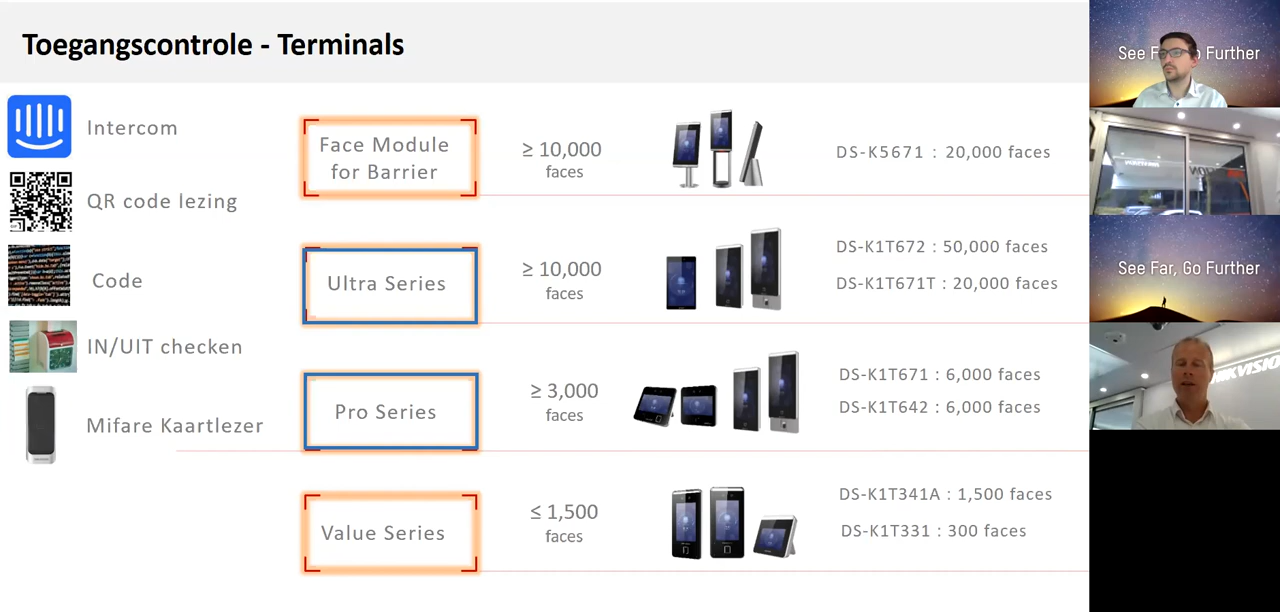 Toegangscontrole - Terminals
Intercom
QR code lezing
Code
IN/UIT checken
Mifare Kaartlezer
Face Module
for Barrier
≥ 10,000
faces
DS-K5671 : 20,000 faces
Ultra Series
≥ 10,000
faces
DS-K1T672 : 50,000 faces
DS-K1T671T : 20,000 faces
Pro Series
≥ 3,000
faces
DS-K1T671 : 6,000 faces
DS-K1T642 : 6,000 faces
Value Series
≤ 1,500
faces
DS-K1T341A : 1,500 faces
DS-K1T331 : 300 faces
See Further
See Far, Go Further
HIKVISION